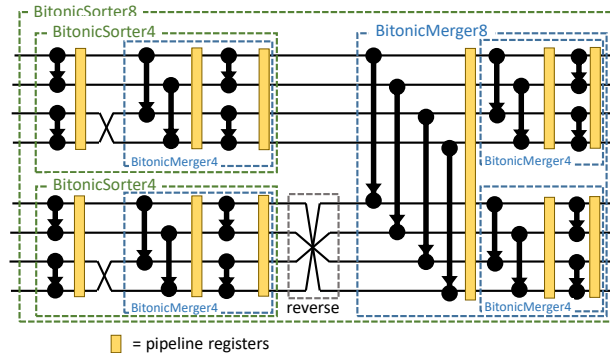 BitonicSorter8
BitonicSorter4
BitonicMerger8
BitonicMerger4
BitonicMerger4
BitonicSorter4
BitonicMerger4
reverse
BitonicMerger4
= pipeline registers